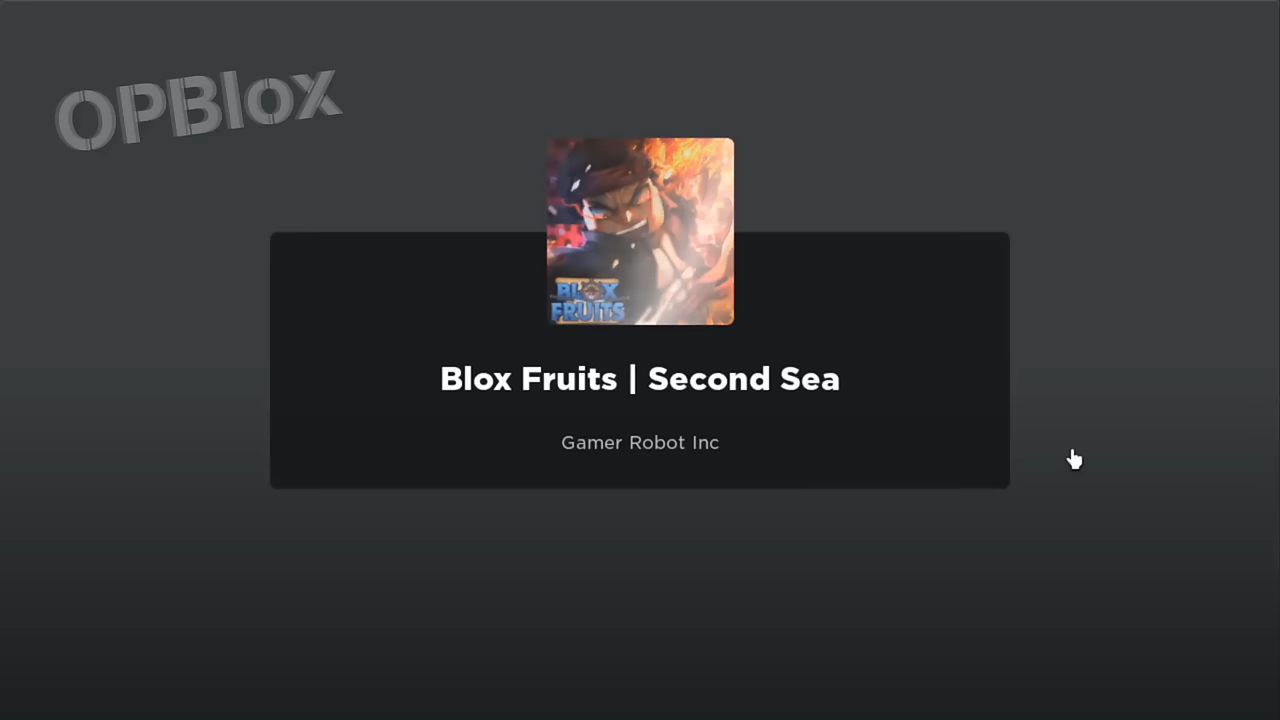 OPBlox
BLOX
FRUITS
Blox Fruits | Second Sea
Gamer Robot Inc